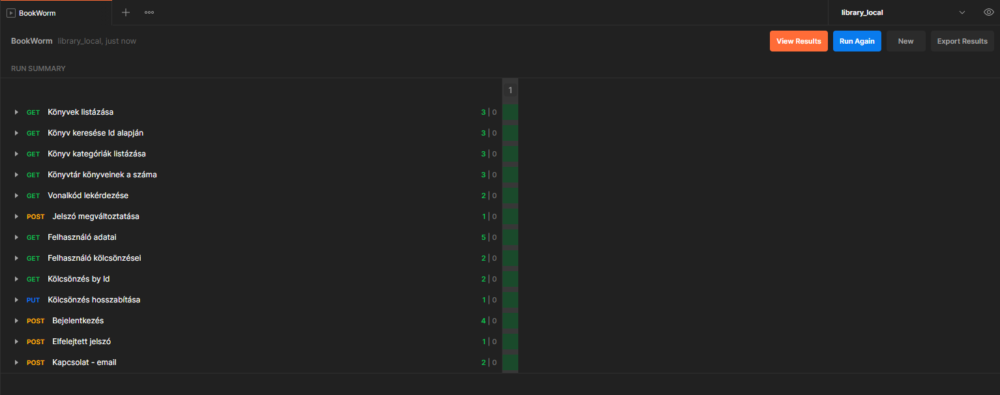 BookWorm
library_local
BookWorm library_local, just now
View Results Run Again New Export Results
RUN SUMMARY
1
GET Könyvek listázása 3 | 0
GET Könyv keresése Id alapján 3 | 0
GET Könyv kategóriák listázása 3 | 0
GET Könyvtár könyveinek a száma 3 | 0
GET Vonalkód lekérdezése 2 | 0
POST Jelszó megváltoztatása 1 | 0
GET Felhasználó adatai 5 | 0
GET Felhasználó kölcsönzései 2 | 0
GET Kölcsönzés by Id 2 | 0
PUT Kölcsönzés hosszabítása 1 | 0
POST Bejelentkezés 4 | 0
POST Elfelejtett jelszó 1 | 0
POST Kapcsolat - email 2 | 0